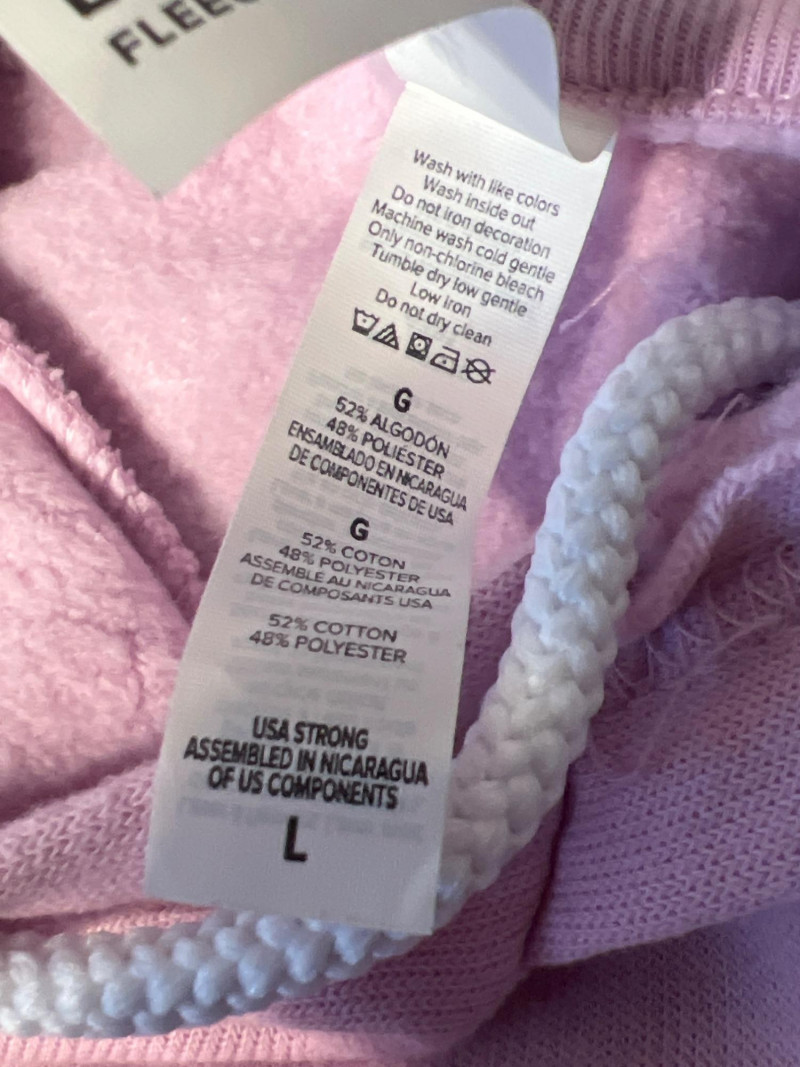 FLEE
Wash with like colors
Wash inside out
Do not iron decoration
Machine wash cold gentle
Only non-chlorine bleach
Tumble dry low gentle
Low iron
Do not dry clean
G
52% ALGODÓN
48% POLIÉSTER
ENSAMBLADO EN NICARAGUA
DE COMPONENTES DE USA
G
52% COTON
48% POLYESTER
ASSEMBLÉ AU NICARAGUA
DE COMPOSANTS USA
52% COTTON
48% POLYESTER
USA STRONG
ASSEMBLED IN NICARAGUA
OF US COMPONENTS
L